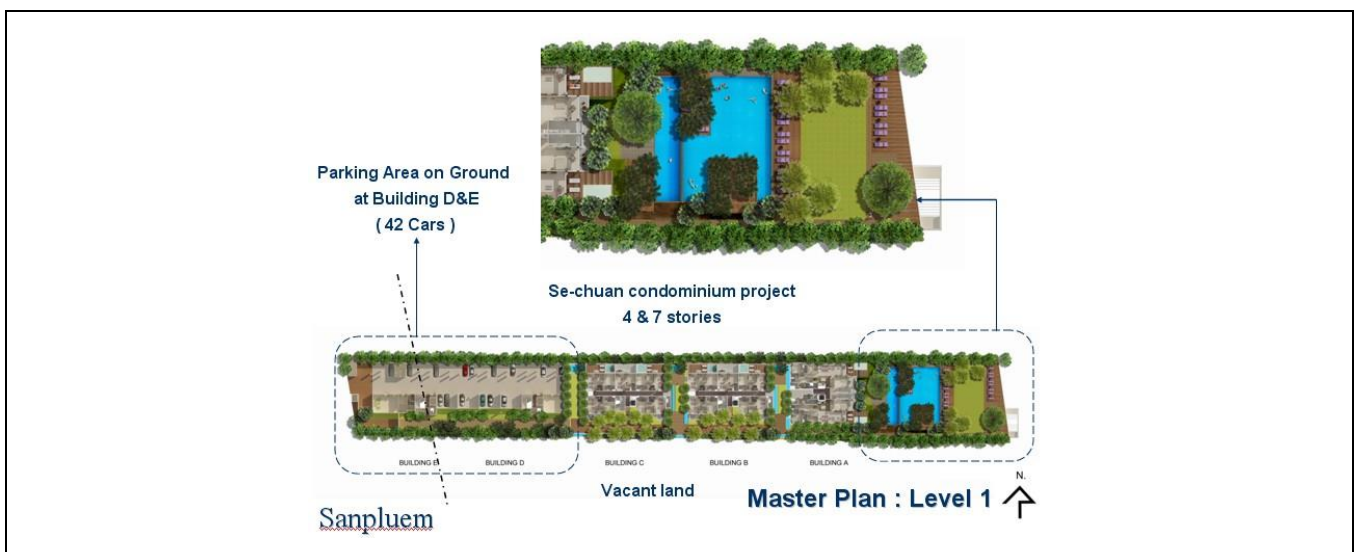 Parking Area on Ground
at Building D&E
( 42 Cars )
Se-chuan condominium project
4 & 7 stories
BUILDING E
BUILDING D
BUILDING C
BUILDING B
BUILDING A
N.
Vacant land
Master Plan : Level 1
Sanpluem